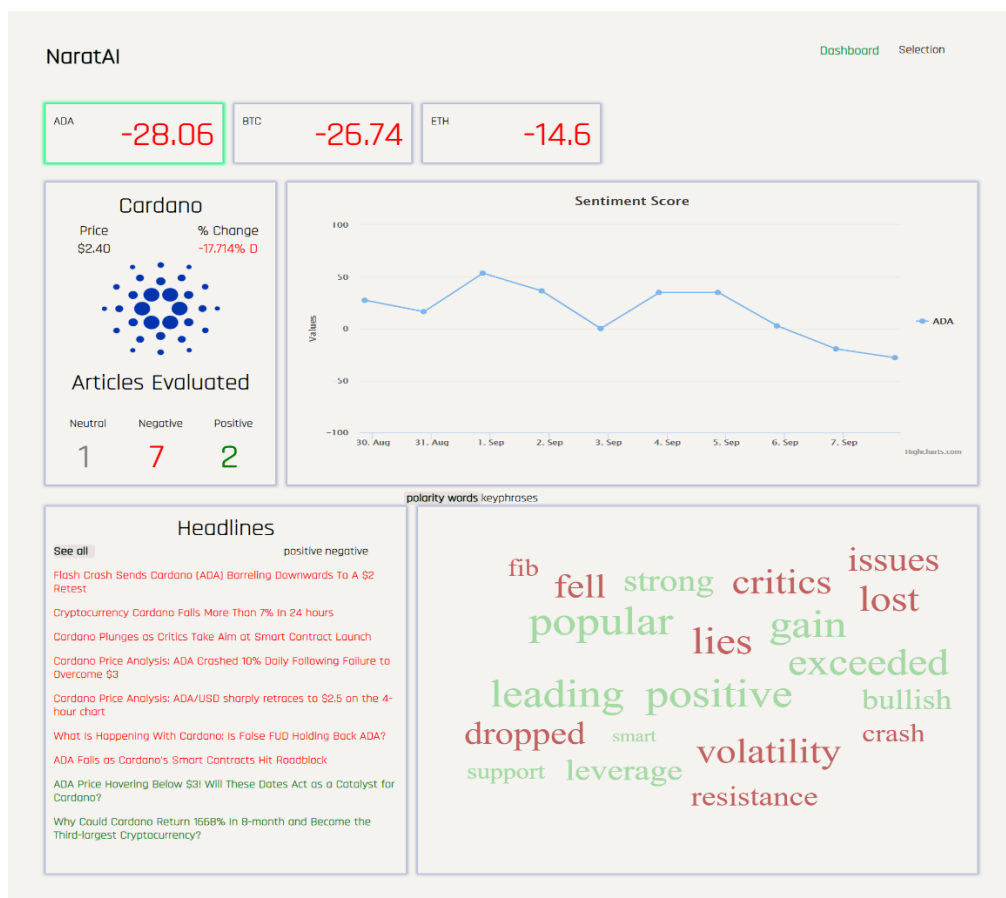 NaratAI
Dashboard Selection
ADA
-28.06
BTC
-26.74
ETH
-14.6
Cardano
Price % Change
$2.40 -17.714% D
Articles Evaluated
Neutral Negative Positive
1 7 2
Sentiment Score
100
50
0
50
-100
Values
30. Aug 31. Aug 1. Sep 2. Sep 3. Sep 4. Sep 5. Sep 6. Sep 7. Sep
ADA
Highcharts.com
polarity words keyphrases
Headlines
See all positive negative
Flash Crash Sends Cardano (ADA) Barreling Downwards To A $2
Retest
Cryptocurrency Cardano Falls More Than 7% In 24 hours
Cardano Plunges as Critics Take Aim at Smart Contract Launch
Cardano Price Analysis: ADA Crashed 10% Daily Following Failure to
Overcome $3
Cardano Price Analysis: ADA/USD sharply retraces to $2.5 on the 4-
hour chart
What Is Happening With Cardano: Is False FUD Holding Back ADA?
ADA Falls as Cardano's Smart Contracts Hit Roadblock
ADA Price Hovering Below $3! Will These Dates Act as a Catalyst for
Cardano?
Why Could Cardano Return 1668% In 8-month and Became the
Third-largest Cryptocurrency?
fib fell strong critics issues
lost
popular lies gain
exceeded
leading positive bullish
dropped smart volatility crash
support leverage
resistance